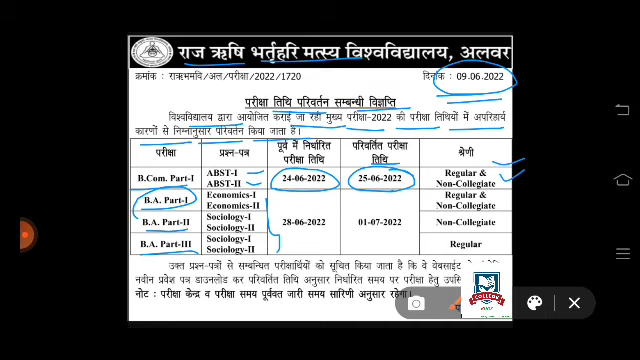 राज ऋषि भर्तृहरि मत्स्य विश्वविद्यालय, अलवर
क्रमांकः राऋभमवि/अल/परीक्षा/2022/1720 दिनांकः 09.06.2022
परीक्षा तिथि परिवर्तन सम्बन्धी विज्ञप्ति
विश्वविद्यालय द्वारा आयोजित कराई जा रही मुख्य परीक्षा-2022 की परीक्षा तिथियों में अपरिहार्य
कारणों से निम्नानुसार परिवर्तन किया जाता है।
परीक्षा प्रश्न-पत्र पूर्व में निर्धारित परीक्षा तिथि परिवर्तित परीक्षा तिथि श्रेणी
B.Com. Part-I ABST-I ABST-II 24-06-2022 25-06-2022 Regular & Non-Collegiate
B.A. Part-I Economics-I Economics-II 28-06-2022 01-07-2022 Regular & Non-Collegiate
B.A. Part-II Sociology-I Sociology-II Non-Collegiate
B.A. Part-III Sociology-I Sociology-II Regular
उक्त प्रश्न-पत्रों से सम्बन्धित परीक्षार्थियों को सूचित किया जाता है कि वे वेबसाईट
नवीन प्रवेश पत्र डाउनलोड कर परिवर्तित तिथि अनुसार निर्धारित समय पर परीक्षा हेतु
नोट : परीक्षा केन्द्र व परीक्षा समय पूर्ववत जारी समय सारिणी अनुसार रहेगा।
COLLCON